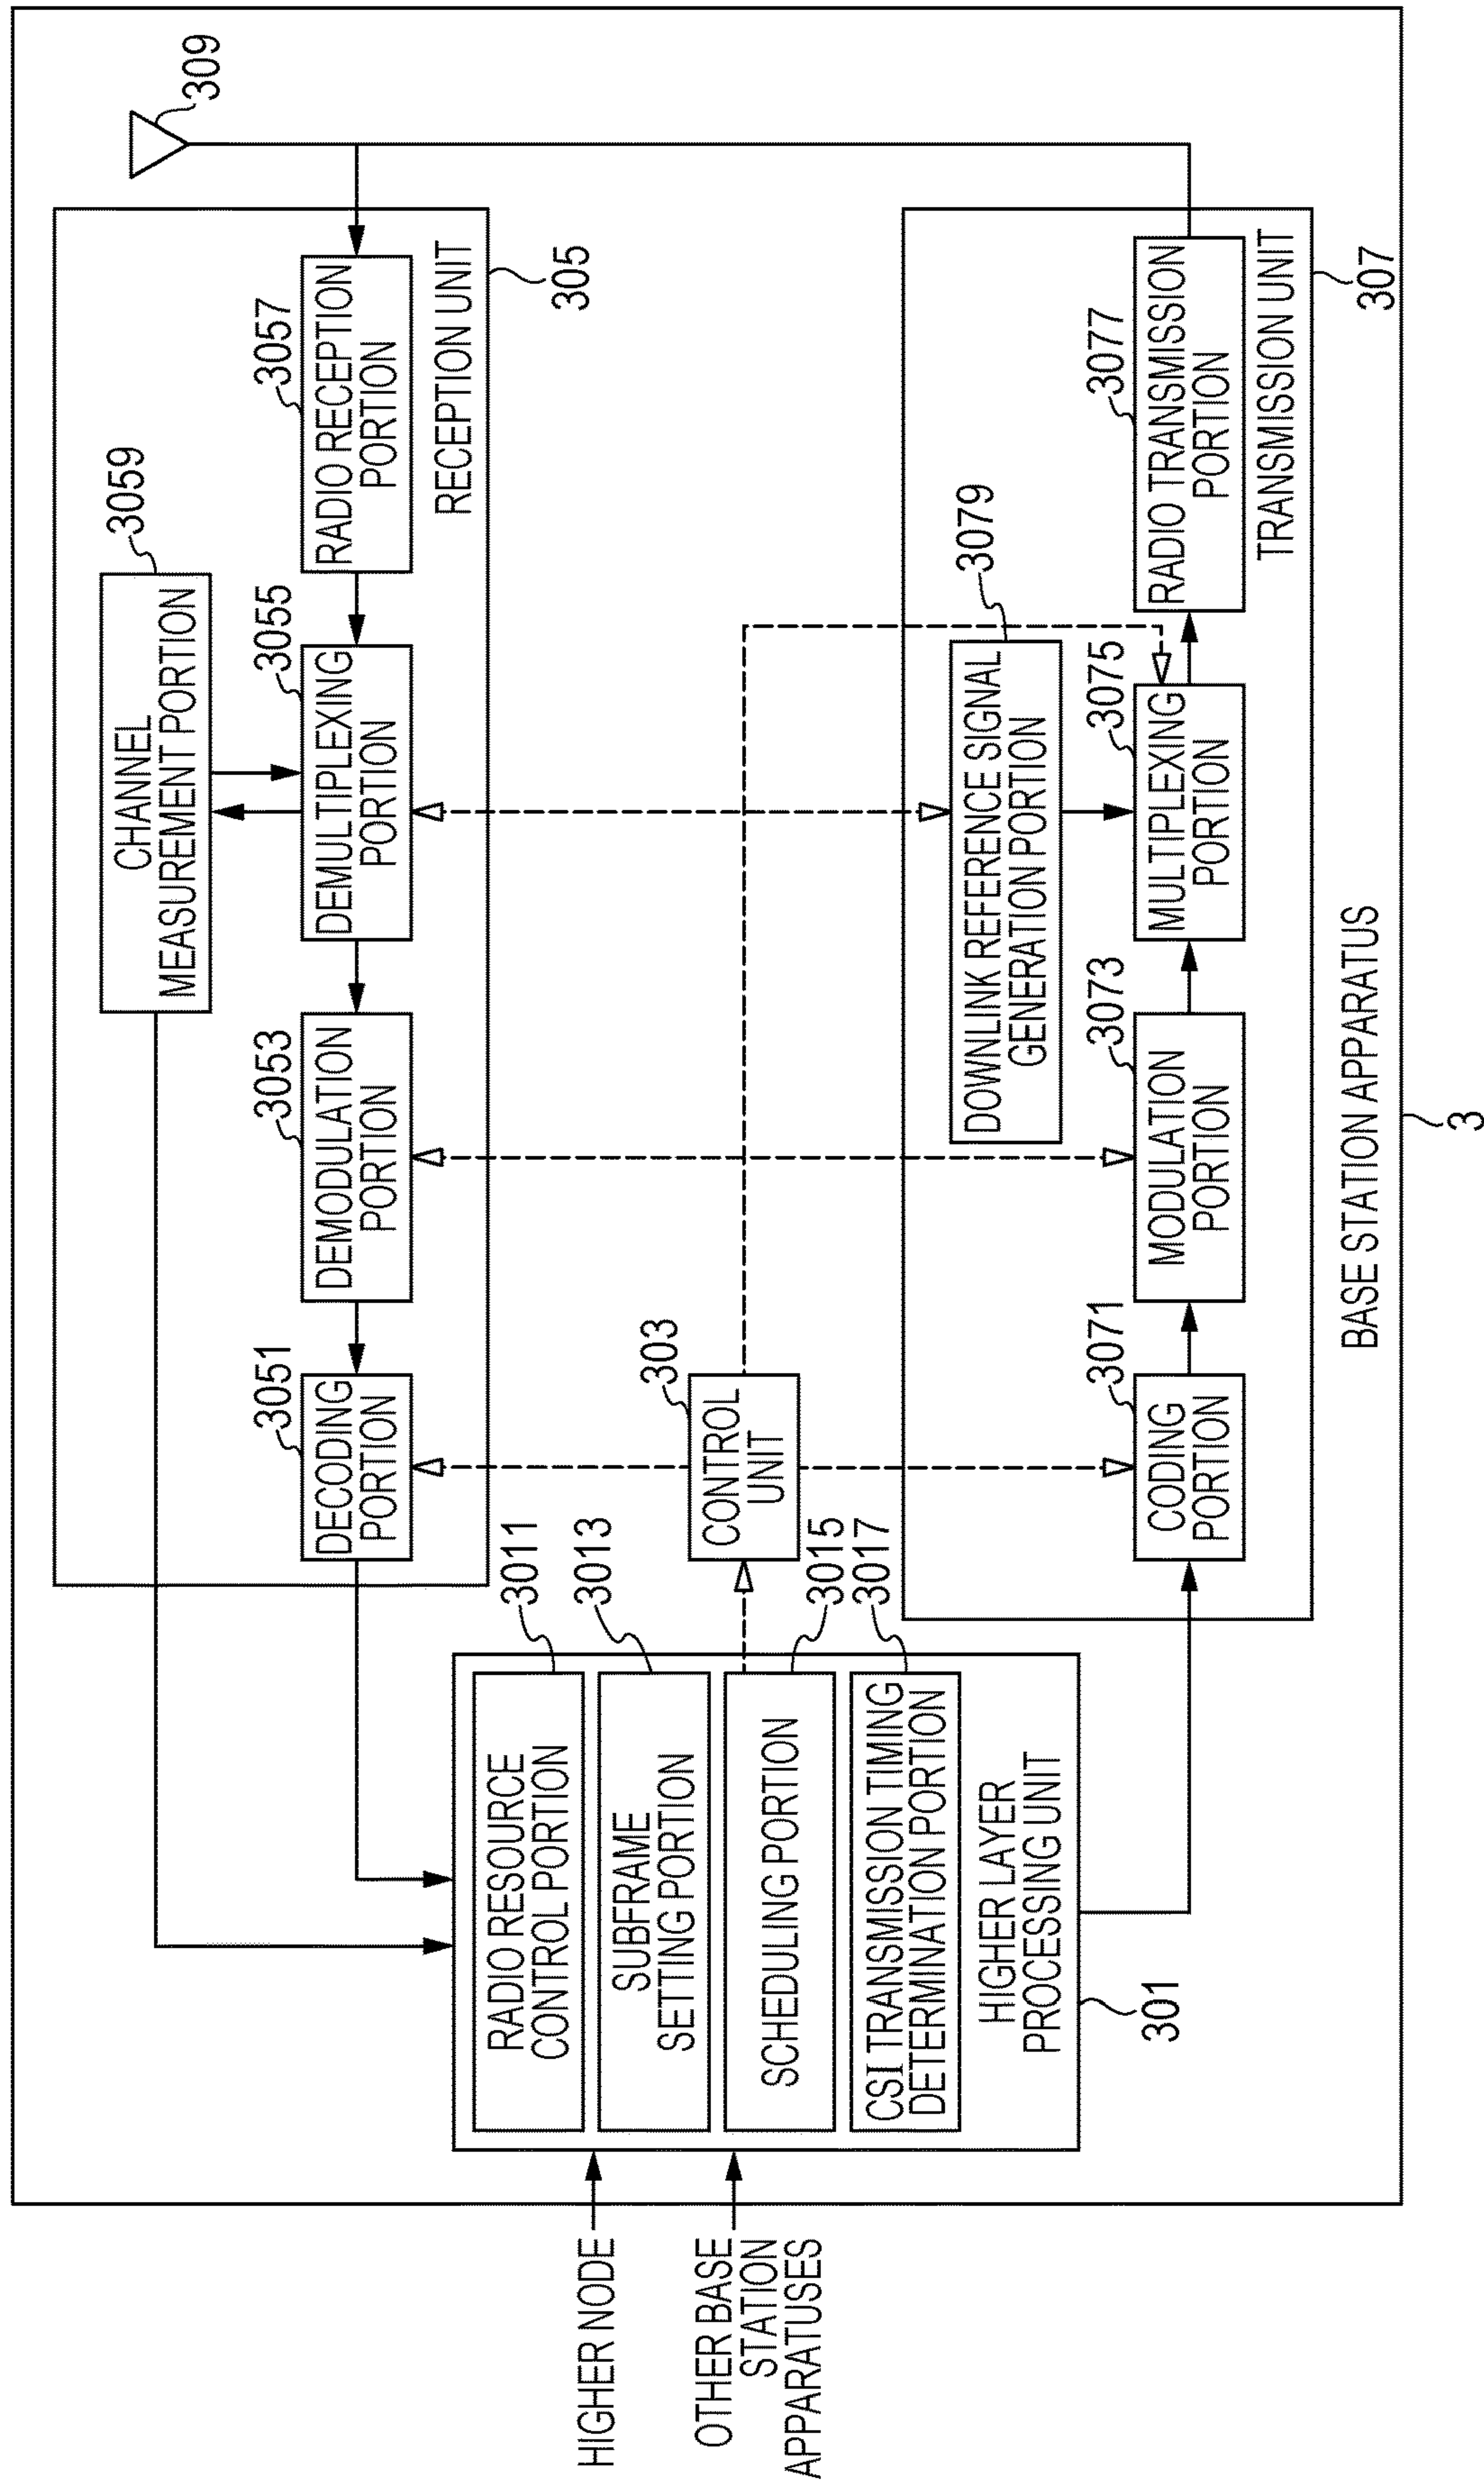 309
3059
CHANNEL
MEASUREMENT PORTION
3051
DECODING
PORTION
3053
DEMODULATION
PORTION
3055
DEMULTIPLEXING
PORTION
3057
RADIO RECEPTION
PORTION
RECEPTION UNIT
305
HIGHER NODE
OTHER BASE
STATION
APPARATUSES
RADIO RESOURCE
CONTROL PORTION
3011
SUBFRAME
SETTING PORTION
3013
SCHEDULING PORTION
3015
CSI TRANSMISSION TIMING
DETERMINATION PORTION
3017
HIGHER LAYER
PROCESSING UNIT
301
303
CONTROL
UNIT
3079
DOWNLINK REFERENCE SIGNAL
GENERATION PORTION
3071
CODING
PORTION
3073
MODULATION
PORTION
3075
MULTIPLEXING
PORTION
3077
RADIO TRANSMISSION
PORTION
TRANSMISSION UNIT
307
BASE STATION APPARATUS
3